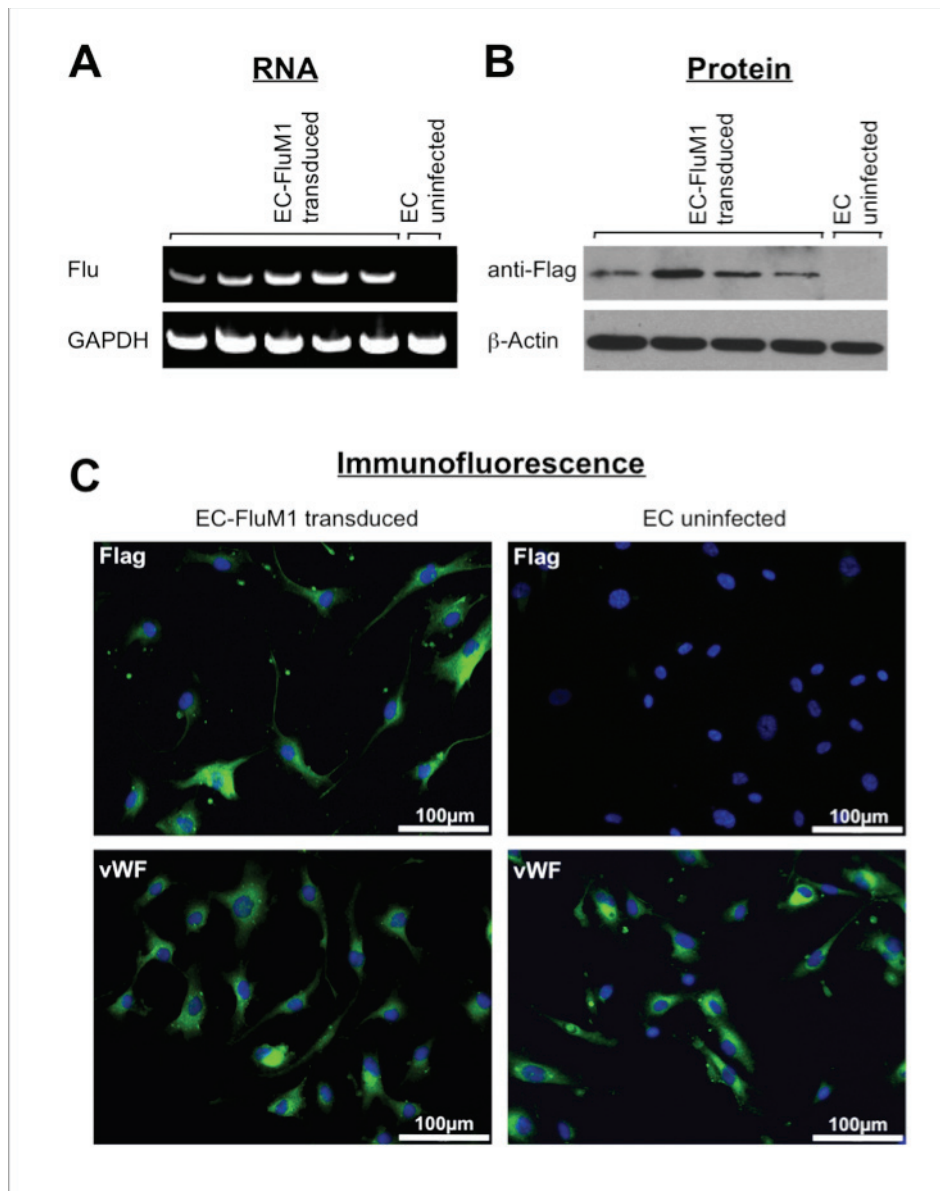 A
RNA
EC-FluM1
transduced
EC
uninfected
Flu
GAPDH
B
Protein
EC-FluM1
transduced
EC
uninfected
anti-Flag
β-Actin
C
Immunofluorescence
EC-FluM1 transduced
EC uninfected
Flag
100µm
Flag
100µm
vWF
100µm
vWF
100µm